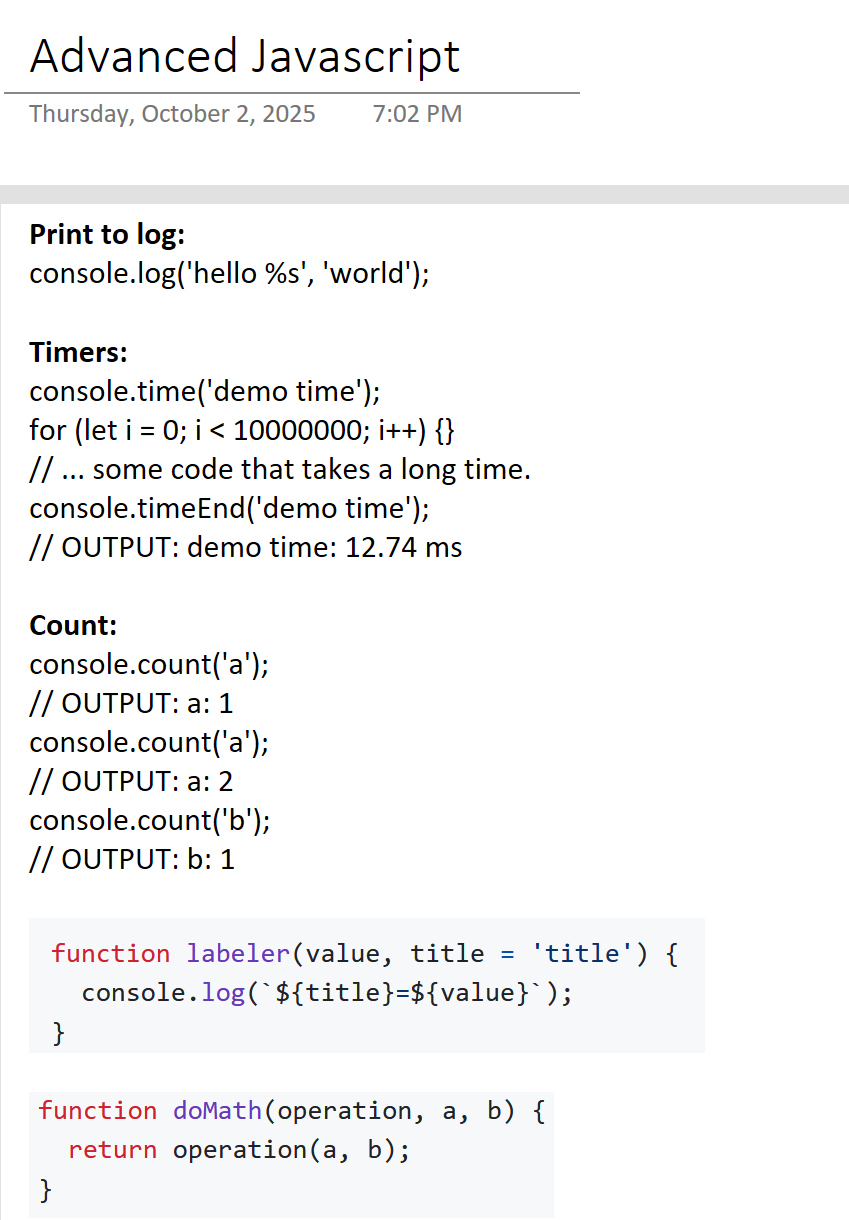 Advanced Javascript
Thursday, October 2, 2025 7:02 PM
Print to log:
console.log('hello %s', 'world');
Timers:
console.time('demo time');
for (let i = 0; i < 10000000; i++) {}
// ... some code that takes a long time.
console.timeEnd('demo time');
// OUTPUT: demo time: 12.74 ms
Count:
console.count('a');
// OUTPUT: a: 1
console.count('a');
// OUTPUT: a: 2
console.count('b');
// OUTPUT: b: 1
function labeler(value, title = 'title') {
  console.log(`${title}=${value}`);
}
function doMath(operation, a, b) {
  return operation(a, b);
}